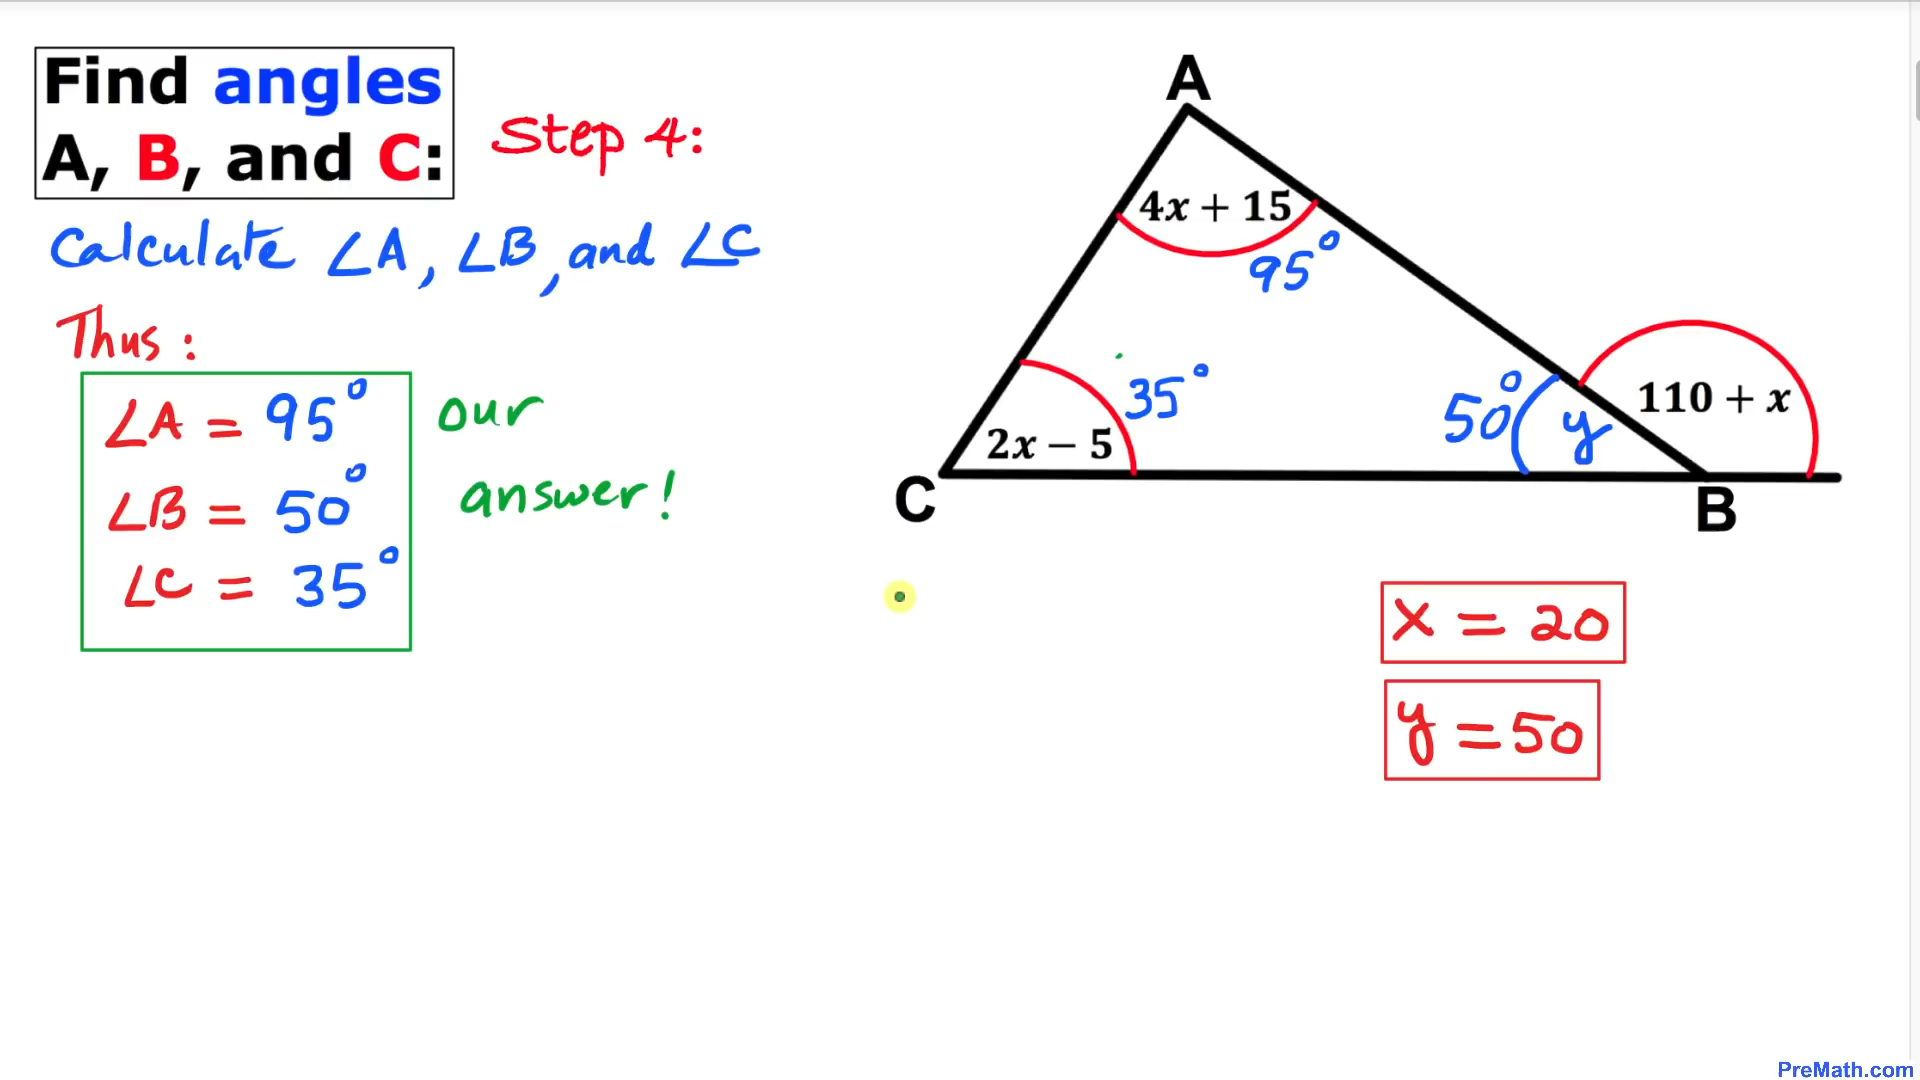 Find angles
A, B, and C:
Step 4:
Calculate ∠A, ∠B, and ∠C
Thus:
∠A = 95°
∠B = 50°
∠C = 35°
our
answer!
A
4x + 15
95°
35°
2x − 5
C
50°
y
110 + x
B
x = 20
y = 50
PreMath.com